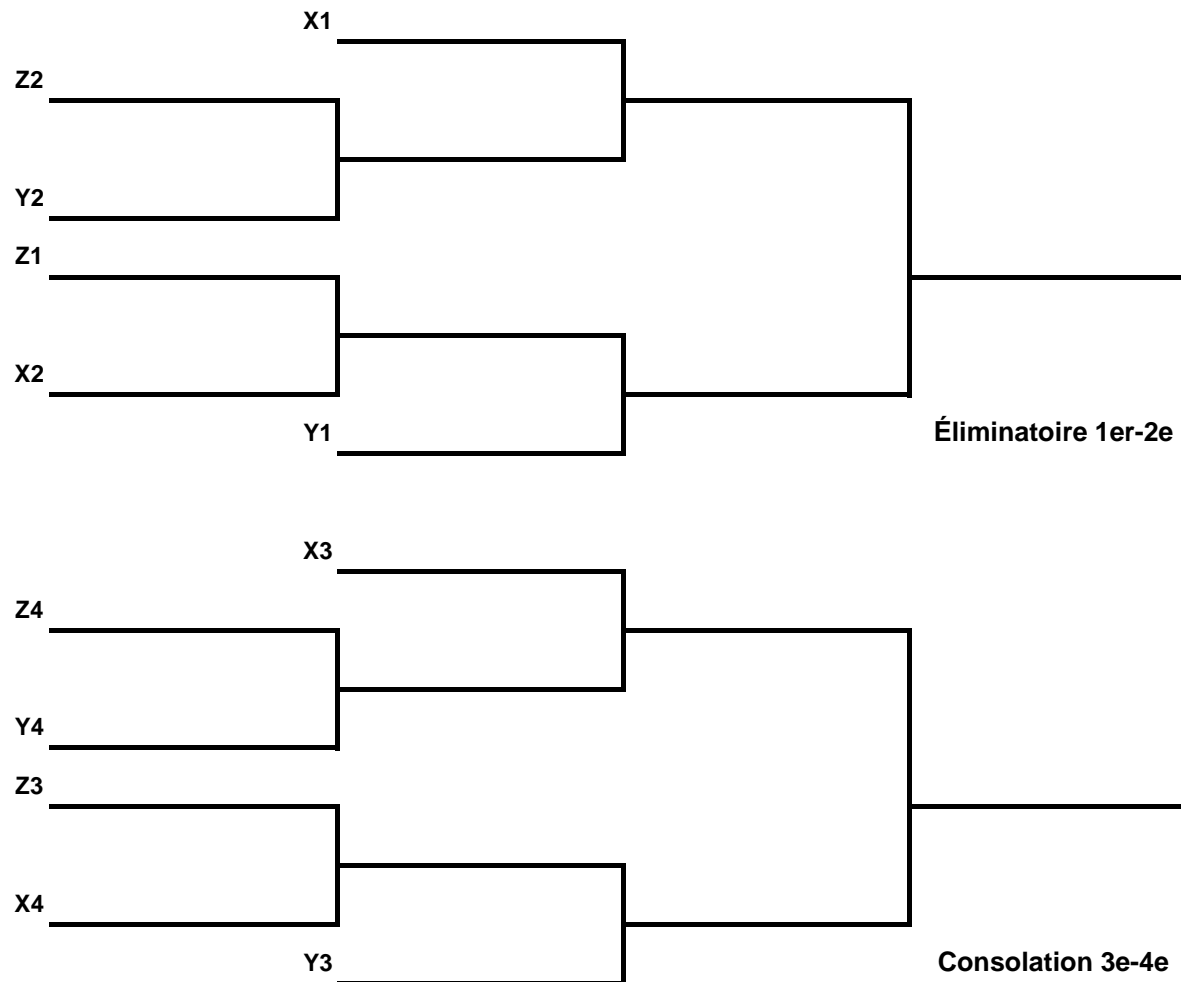 X1
Z2
Y2
Z1
X2
Y1
Éliminatoire 1er-2e
X3
Z4
Y4
Z3
X4
Y3
Consolation 3e-4e